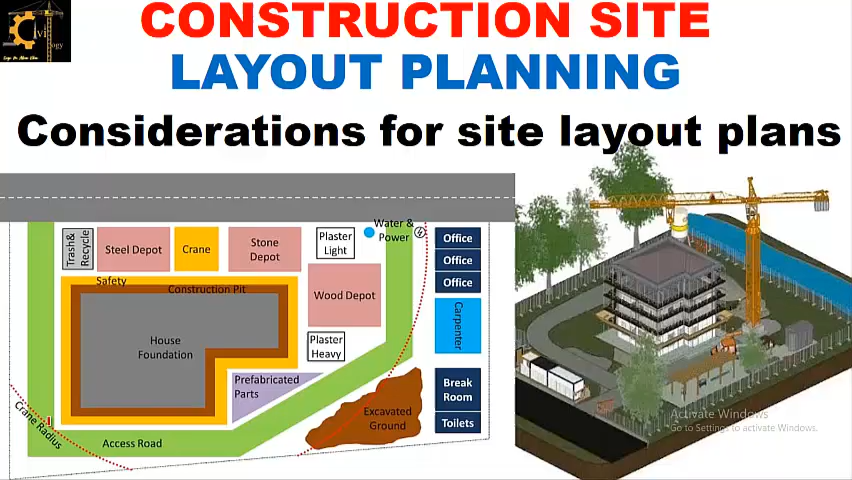 Civilogy
CONSTRUCTION SITE
LAYOUT PLANNING
Considerations for site layout plans
Water &
Power
Trash&
Recycle
Steel Depot
Crane
Stone
Depot
Plaster
Light
Office
Office
Office
Safety
Construction Pit
Wood Depot
Carpenter
House
Foundation
Plaster
Heavy
Prefabricated
Parts
Break
Room
Crane Radius
Access Road
Excavated
Ground
Toilets
Activate Windows
Go to Settings to activate Windows.